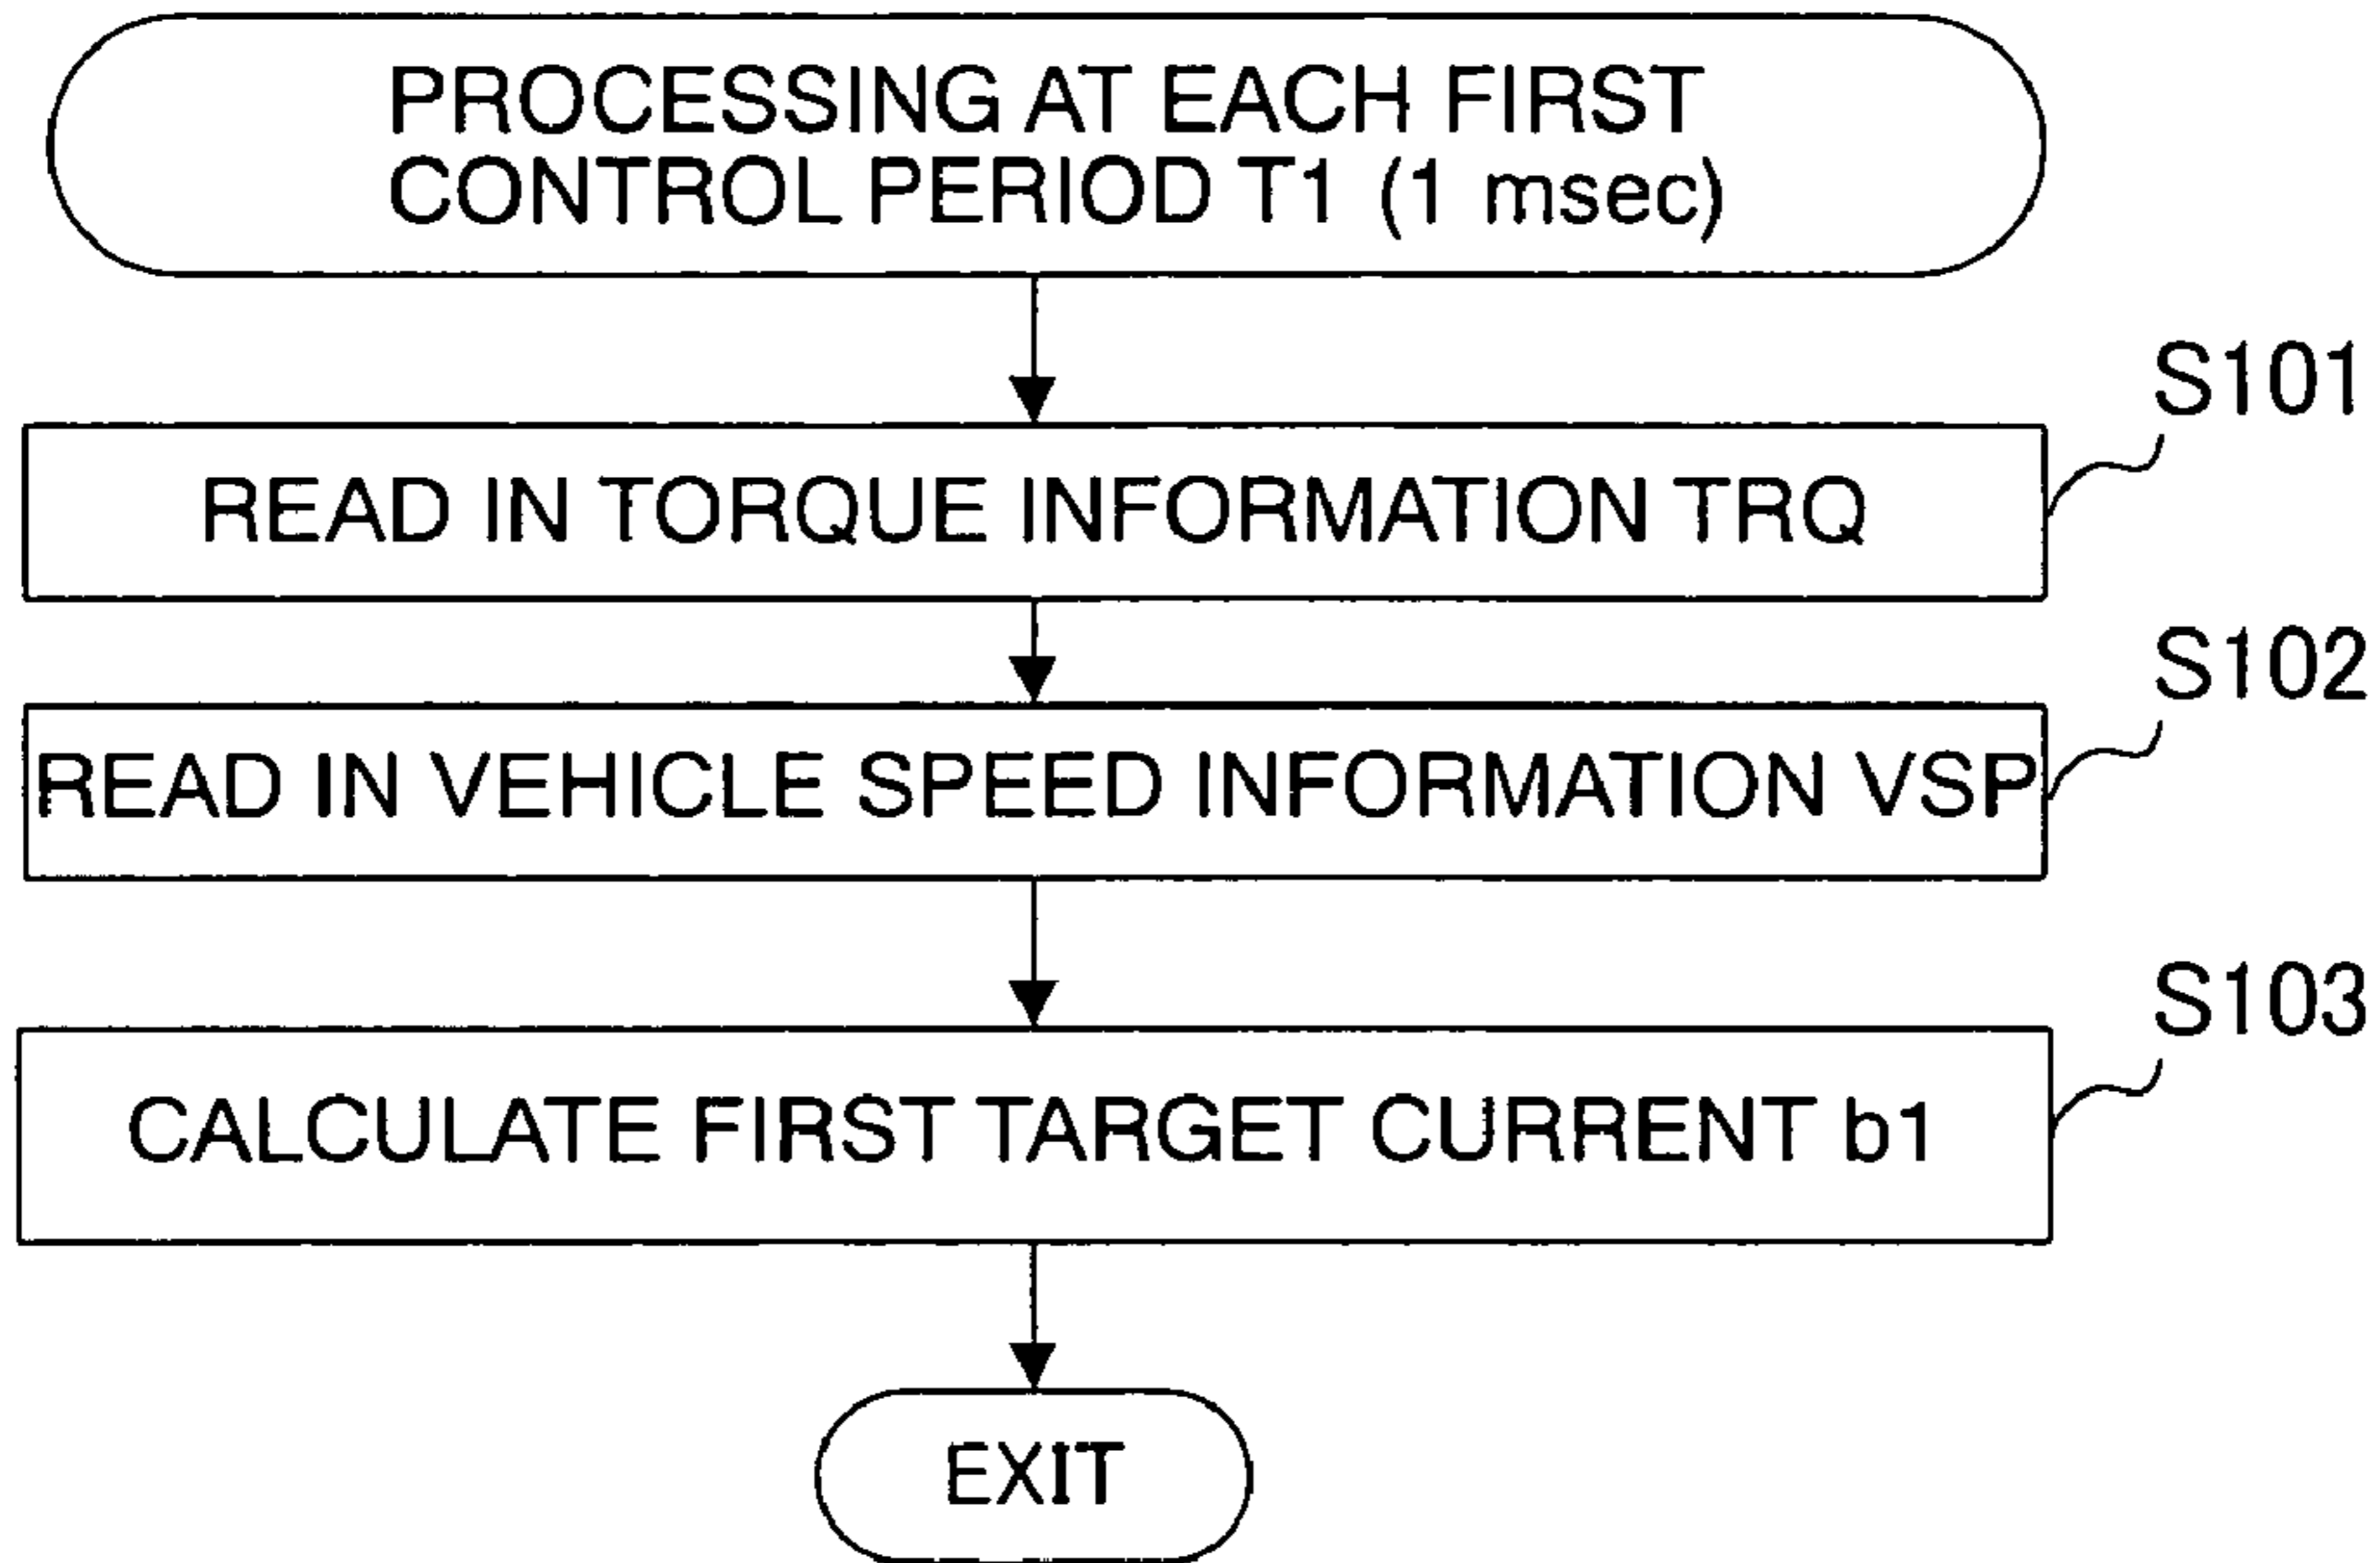 PROCESSING AT EACH FIRST
CONTROL PERIOD T1 (1 msec)
S101
READ IN TORQUE INFORMATION TRQ
S102
READ IN VEHICLE SPEED INFORMATION VSP
S103
CALCULATE FIRST TARGET CURRENT b1
EXIT